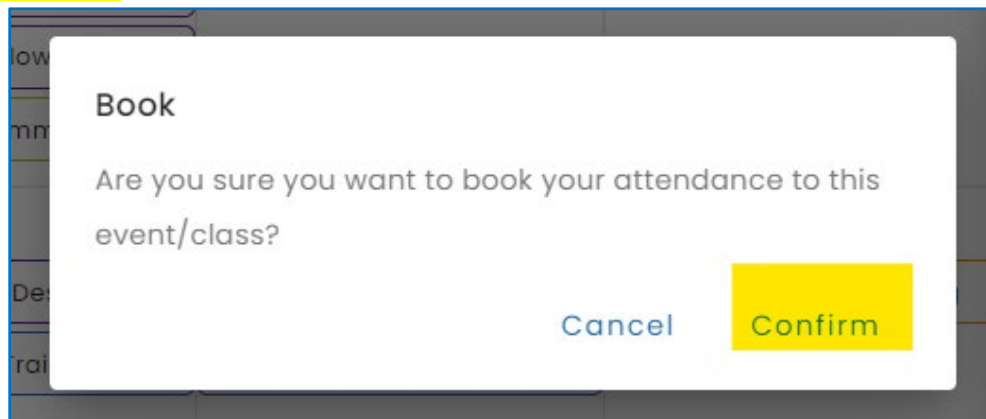 Book
Are you sure you want to book your attendance to this
event/class?
Cancel Confirm